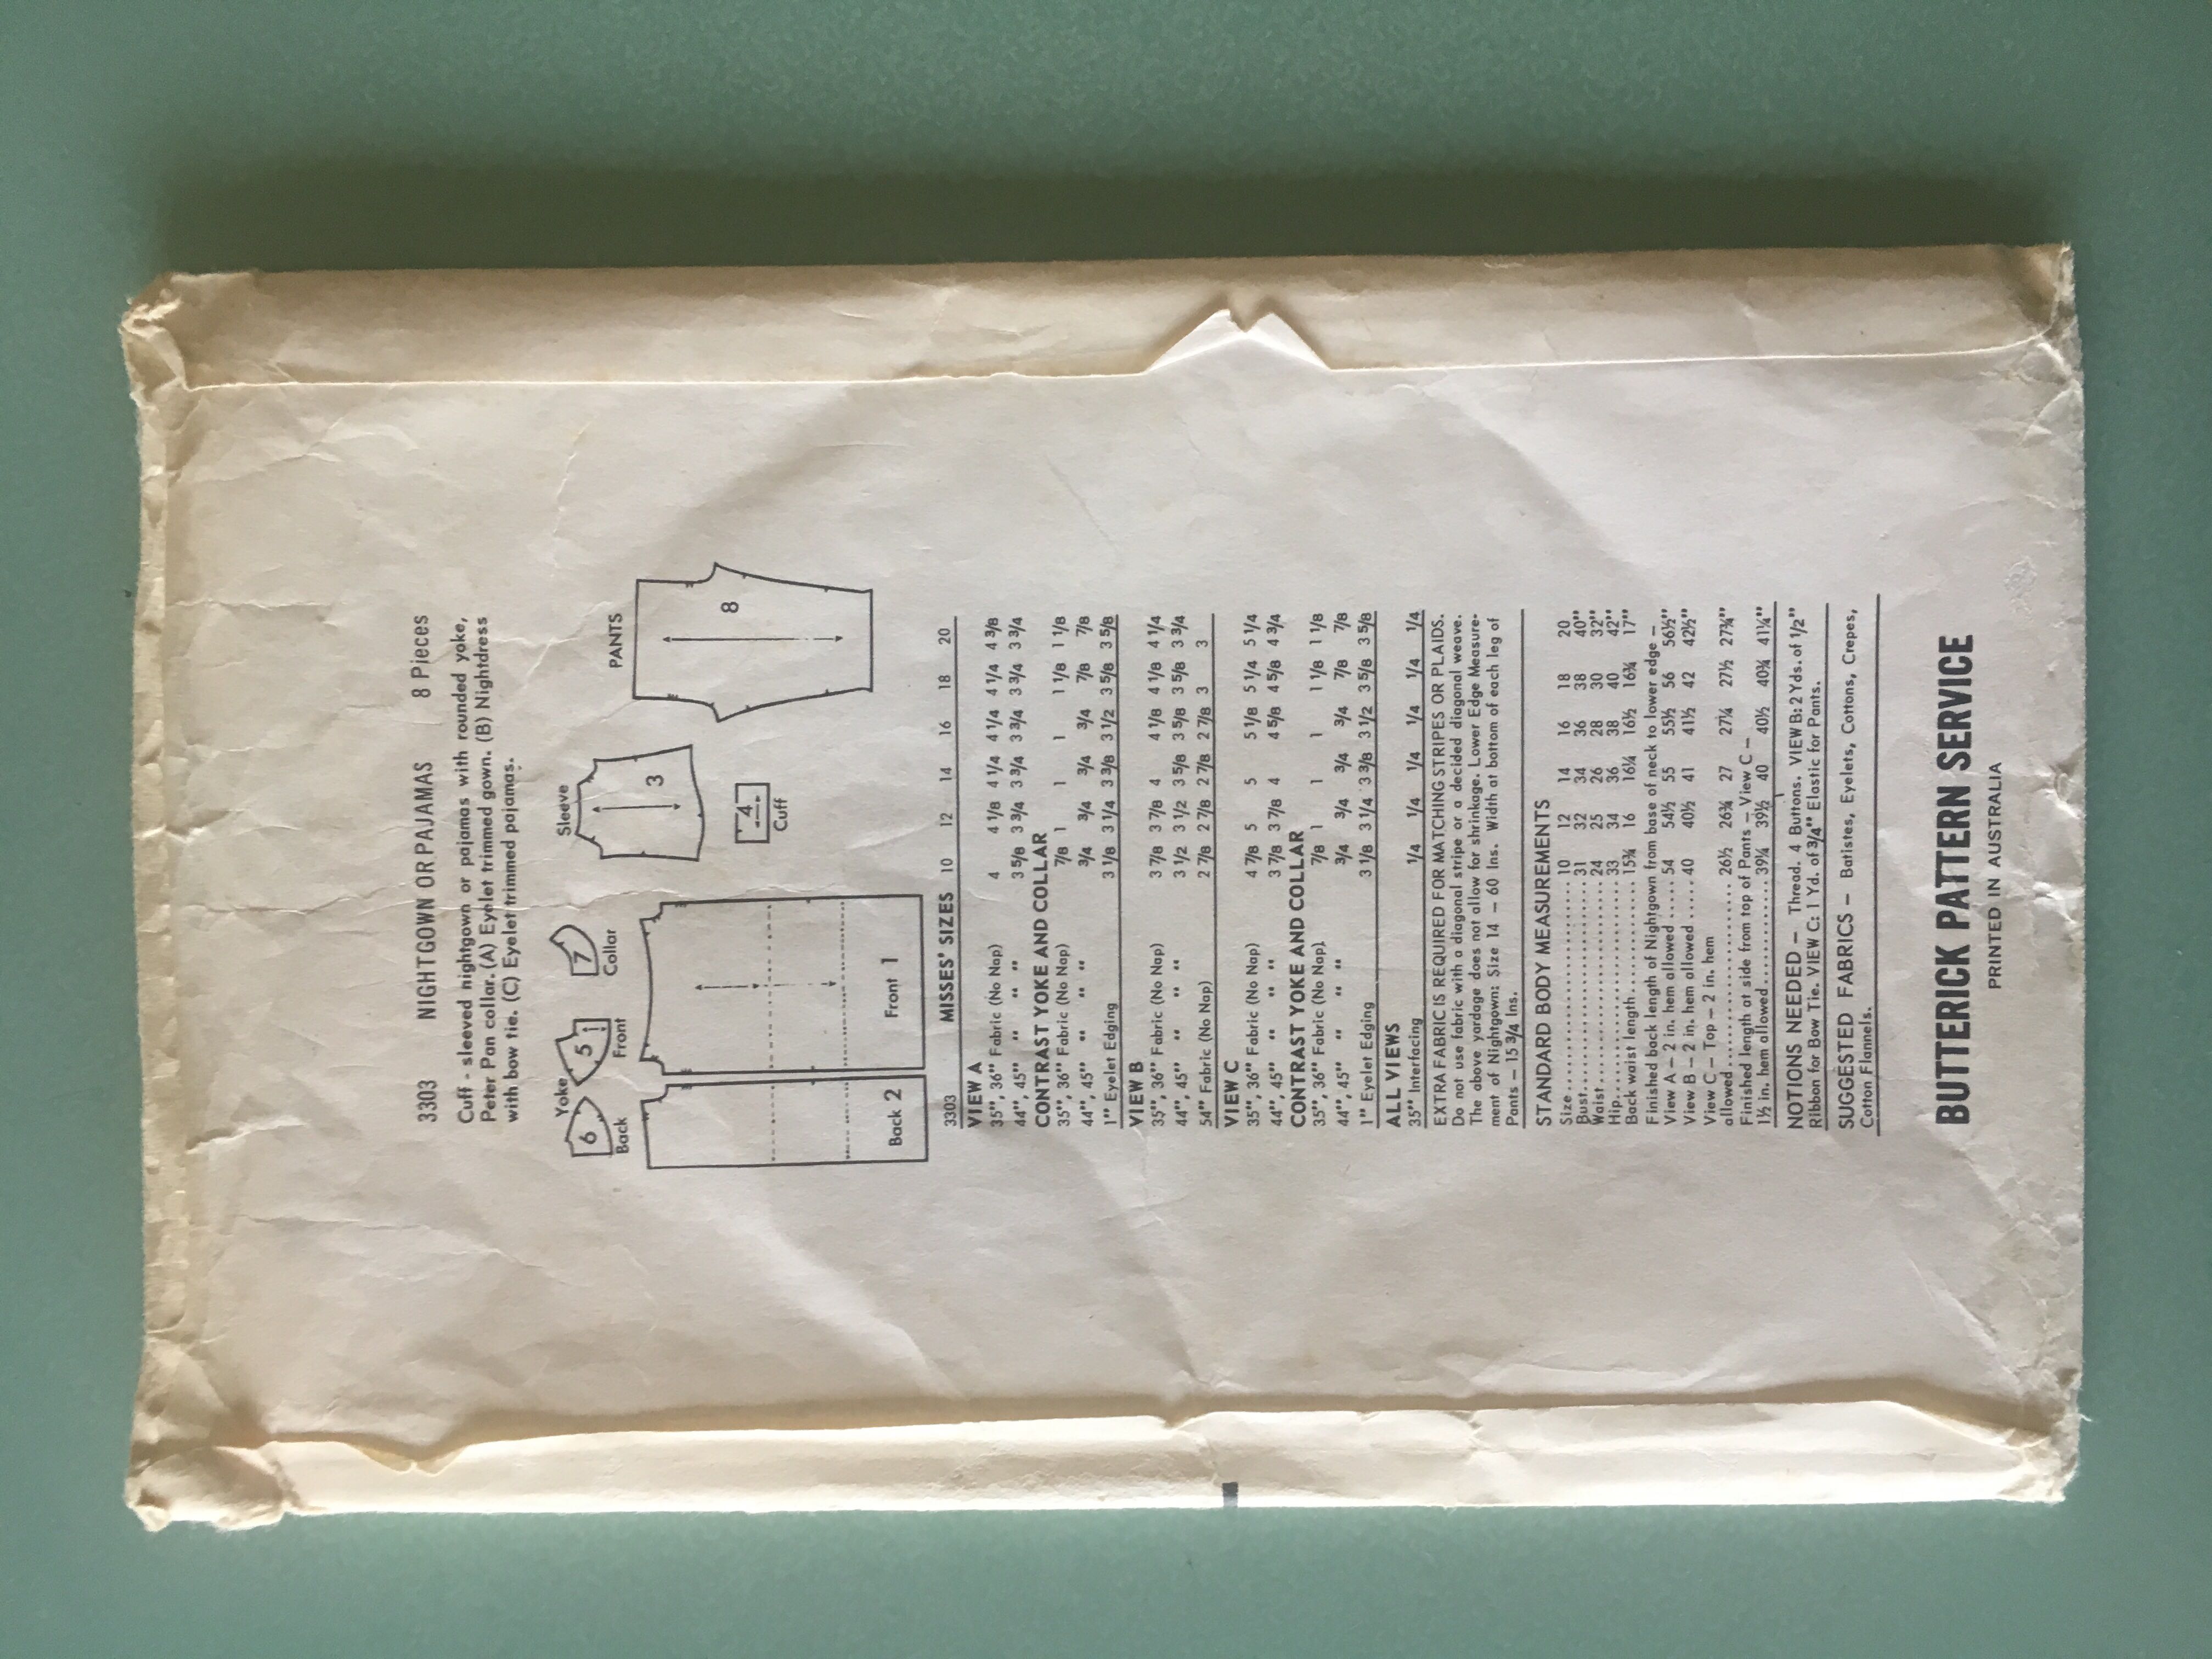 3303 NIGHTGOWN OR PAJAMAS 8 Pieces
Cuff - sleeved nightgown or pajamas with rounded yoke,
Peter Pan collar. (A) Eyelet trimmed gown. (B) Nightdress
with bow tie. (C) Eyelet trimmed pajamas.
Yoke
6
Back
5
Front
7
Collar
Sleeve
3
4
Cuff
PANTS
8
Back 2
Front 1
3303 MISSES' SIZES 10 12 14 16 18 20
VIEW A
35", 36" Fabric (No Nap) 4 4 1/8 4 1/4 4 1/4 4 1/4 4 3/8
44", 45" " " 3 5/8 3 3/4 3 3/4 3 3/4 3 3/4 3 3/4
CONTRAST YOKE AND COLLAR
35", 36" Fabric (No Nap) 7/8 1 1 1 1 1/8 1 1/8
44", 45" " " 3/4 3/4 3/4 3/4 7/8 7/8
1" Eyelet Edging 3 1/8 3 1/4 3 3/8 3 1/2 3 5/8 3 5/8
VIEW B
35", 36" Fabric (No Nap) 3 7/8 3 7/8 4 4 1/8 4 1/8 4 1/4
44", 45" " " 3 1/2 3 1/2 3 5/8 3 5/8 3 5/8 3 3/4
54" Fabric (No Nap) 2 7/8 2 7/8 2 7/8 2 7/8 3 3
VIEW C
35", 36" Fabric (No Nap) 4 7/8 5 5 5 1/8 5 1/4 5 1/4
44", 45" " " 3 7/8 3 7/8 4 4 5/8 4 5/8 4 3/4
CONTRAST YOKE AND COLLAR
35", 36" Fabric (No Nap) 7/8 1 1 1 1 1/8 1 1/8
44", 45" " " 3/4 3/4 3/4 3/4 7/8 7/8
1" Eyelet Edging 3 1/8 3 1/4 3 3/8 3 1/2 3 5/8 3 5/8
ALL VIEWS
35" Interfacing 1/4 1/4 1/4 1/4 1/4 1/4
EXTRA FABRIC IS REQUIRED FOR MATCHING STRIPES OR PLAIDS.
Do not use fabric with a diagonal stripe or a decided diagonal weave.
The above yardage does not allow for shrinkage. Lower Edge Measure-
ment of Nightgown: Size 14 – 60 Ins. Width at bottom of each leg of
Pants – 15 3/4 Ins.
STANDARD BODY MEASUREMENTS
Size 10 12 14 16 18 20
Bust 31 32 34 36 38 40"
Waist 24 25 26 28 30 32"
Hip 33 34 36 38 40 42"
Back waist length 15¾ 16 16¼ 16½ 16¾ 17"
Finished back length of Nightgown from base of neck to lower edge –
View A – 2 in. hem allowed 54 54½ 55 55½ 56 56½"
View B – 2 in. hem allowed 40 40½ 41 41½ 42 42½"
View C – Top – 2 in. hem
allowed 26½ 26¾ 27 27¼ 27½ 27¾"
Finished length at side from top of Pants – View C –
1½ in. hem allowed 39¼ 39½ 40 40½ 40¾ 41¼"
NOTIONS NEEDED – Thread. 4 Buttons. VIEW B: 2 Yds. of 1/2"
Ribbon for Bow Tie. VIEW C: 1 Yd. of 3/4" Elastic for Pants.
SUGGESTED FABRICS – Batistes, Eyelets, Cottons, Crepes,
Cotton Flannels.
BUTTERICK PATTERN SERVICE
PRINTED IN AUSTRALIA